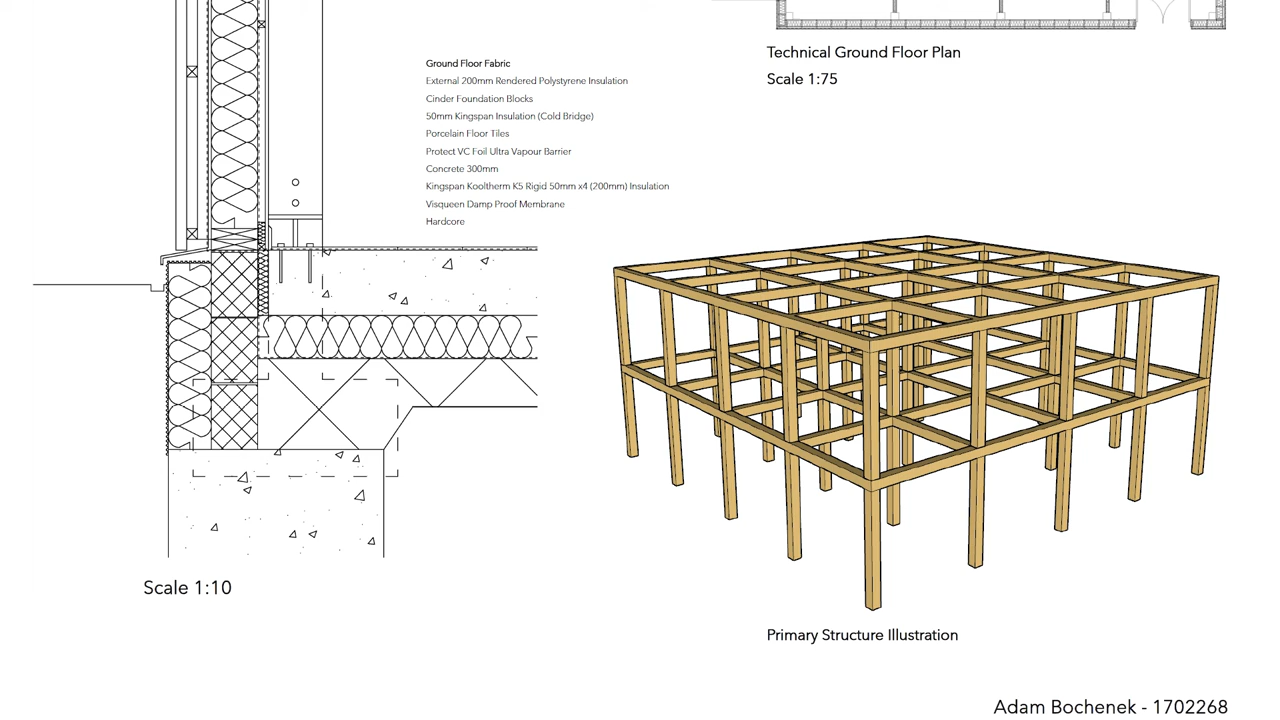 Ground Floor Fabric
External 200mm Rendered Polystyrene Insulation
Cinder Foundation Blocks
50mm Kingspan Insulation (Cold Bridge)
Porcelain Floor Tiles
Protect VC Foil Ultra Vapour Barrier
Concrete 300mm
Kingspan Kooltherm K5 Rigid 50mm x4 (200mm) Insulation
Visqueen Damp Proof Membrane
Hardcore
Scale 1:10
Technical Ground Floor Plan
Scale 1:75
Primary Structure Illustration
Adam Bochenek - 1702268